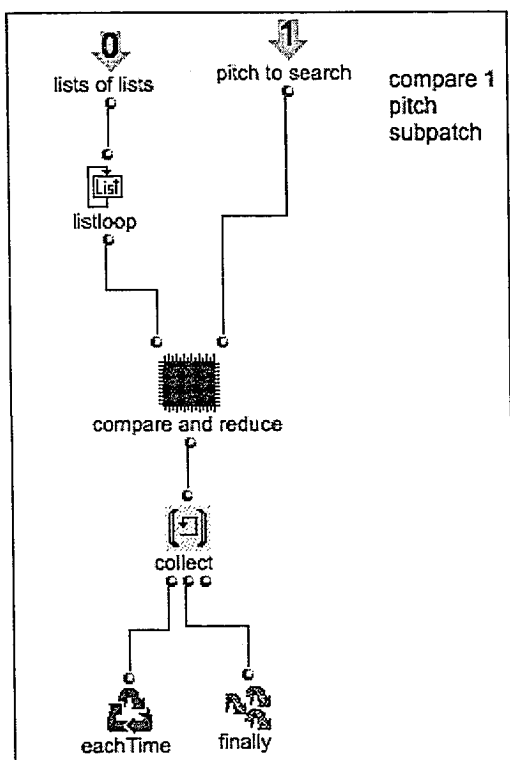 0
1
lists of lists
pitch to search
compare 1
pitch
subpatch
List
listloop
compare and reduce
collect
eachTime
finally